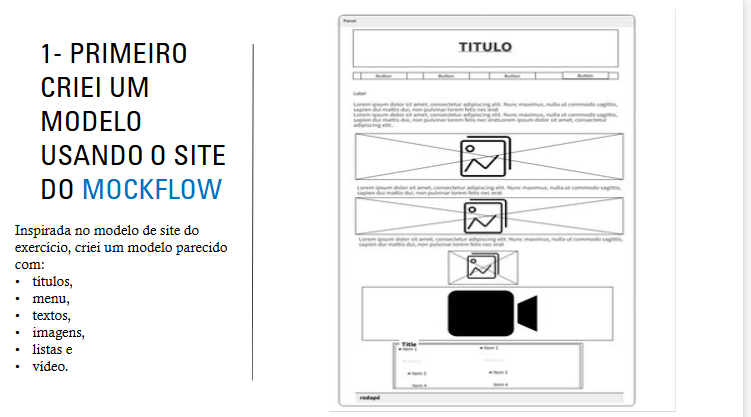 1- PRIMEIRO
CRIEI UM
MODELO
USANDO O SITE
DO MOCKFLOW
Inspirada no modelo de site do
exercício, criei um modelo parecido
com:
• títulos,
• menu,
• textos,
• imagens,
• listas e
• vídeo.
Panel
TITULO
Button Button Button Button
Label
Lorem ipsum dolor sit amet, consectetur adipiscing elit. Nunc maximus, nulla ut commodo sagittis,
sapien dui mattis dui, non pulvinar lorem felis nec erat
Lorem ipsum dolor sit amet, consectetur adipiscing elit. Nunc maximus, nulla ut commodo sagittis,
sapien dui mattis dui, non pulvinar lorem felis nec eratLorem ipsum dolor sit amet, consectetur
adipiscing elit.
Lorem ipsum dolor sit amet, consectetur adipiscing elit. Nunc maximus, nulla ut commodo sagittis,
sapien dui mattis dui, non pulvinar lorem felis nec erat
Lorem ipsum dolor sit amet, consectetur adipiscing elit. Nunc maximus, nulla ut commodo sagittis,
sapien dui mattis dui, non pulvinar lorem felis nec erat
Title
Item 1 Item 1
Item 3 Item 3
Item 4 Item 4
rodapé